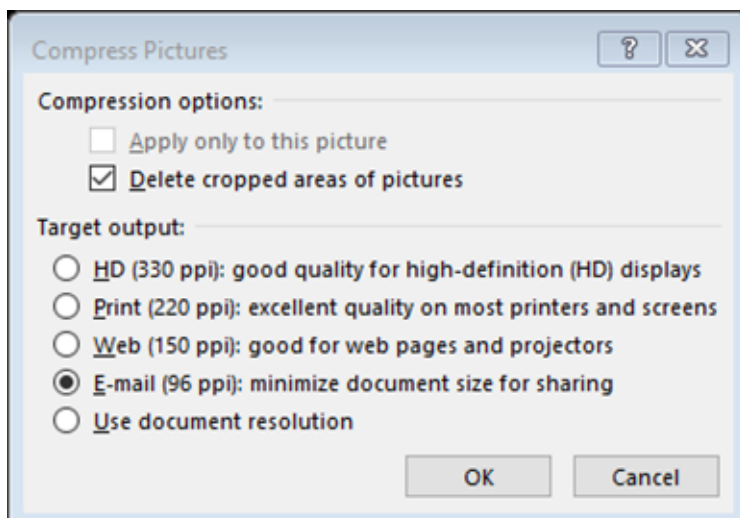 Compress Pictures
Compression options:
Apply only to this picture
Delete cropped areas of pictures
Target output:
HD (330 ppi): good quality for high-definition (HD) displays
Print (220 ppi): excellent quality on most printers and screens
Web (150 ppi): good for web pages and projectors
E-mail (96 ppi): minimize document size for sharing
Use document resolution
OK Cancel